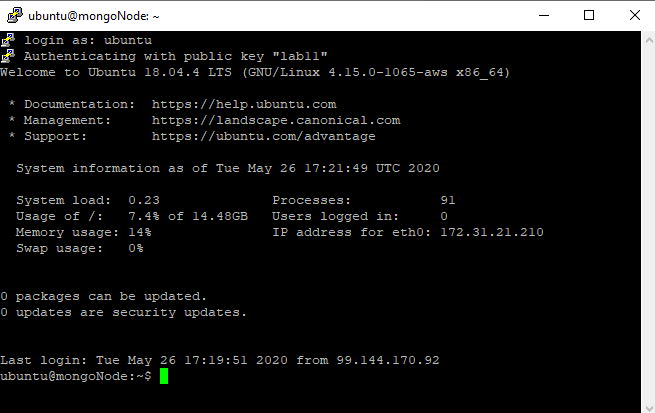 ubuntu@mongoNode: ~
login as: ubuntu
Authenticating with public key "lab11"
Welcome to Ubuntu 18.04.4 LTS (GNU/Linux 4.15.0-1065-aws x86_64)
* Documentation:  https://help.ubuntu.com
* Management:     https://landscape.canonical.com
* Support:        https://ubuntu.com/advantage
System information as of Tue May 26 17:21:49 UTC 2020
System load:  0.23              Processes:           91
Usage of /:   7.4% of 14.48GB   Users logged in:     0
Memory usage: 14%               IP address for eth0: 172.31.21.210
Swap usage:   0%
0 packages can be updated.
0 updates are security updates.
Last login: Tue May 26 17:19:51 2020 from 99.144.170.92
ubuntu@mongoNode:~$